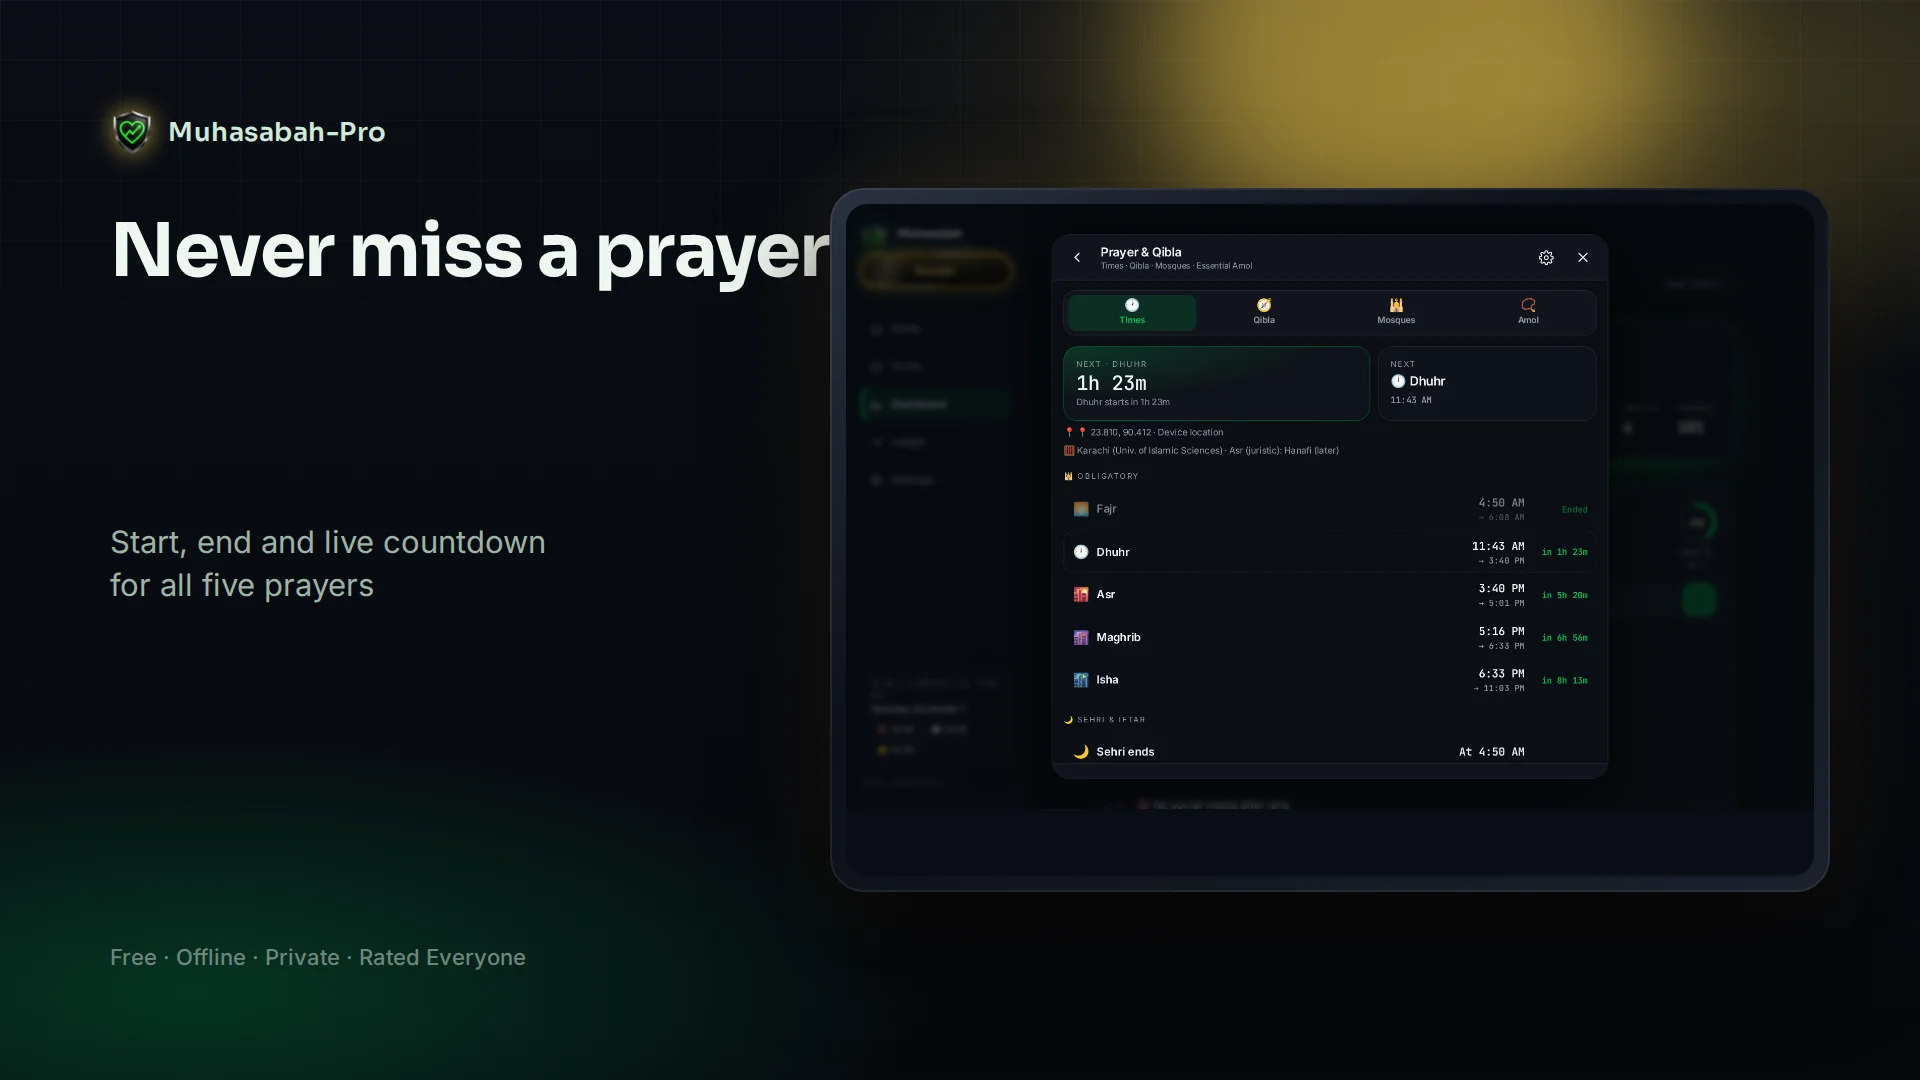 Muhasabah-Pro
Never miss a prayer
Start, end and live countdown
for all five prayers
Free · Offline · Private · Rated Everyone
Prayer & Qibla
Times · Qibla · Mosques · Essential Amol
Times
Qibla
Mosques
Amol
NEXT · DHUHR
1h 23m
Dhuhr starts in 1h 23m
NEXT
Dhuhr
11:43 AM
23.810, 90.412 · Device location
Karachi (Univ. of Islamic Sciences) · Asr (juristic): Hanafi (later)
OBLIGATORY
Fajr
4:50 AM
→ 6:08 AM
Ended
Dhuhr
11:43 AM
→ 3:40 PM
in 1h 23m
Asr
3:40 PM
→ 5:01 PM
in 5h 20m
Maghrib
5:16 PM
→ 6:33 PM
in 6h 56m
Isha
6:33 PM
→ 11:03 PM
in 8h 13m
SEHRI & IFTAR
Sehri ends
At 4:50 AM